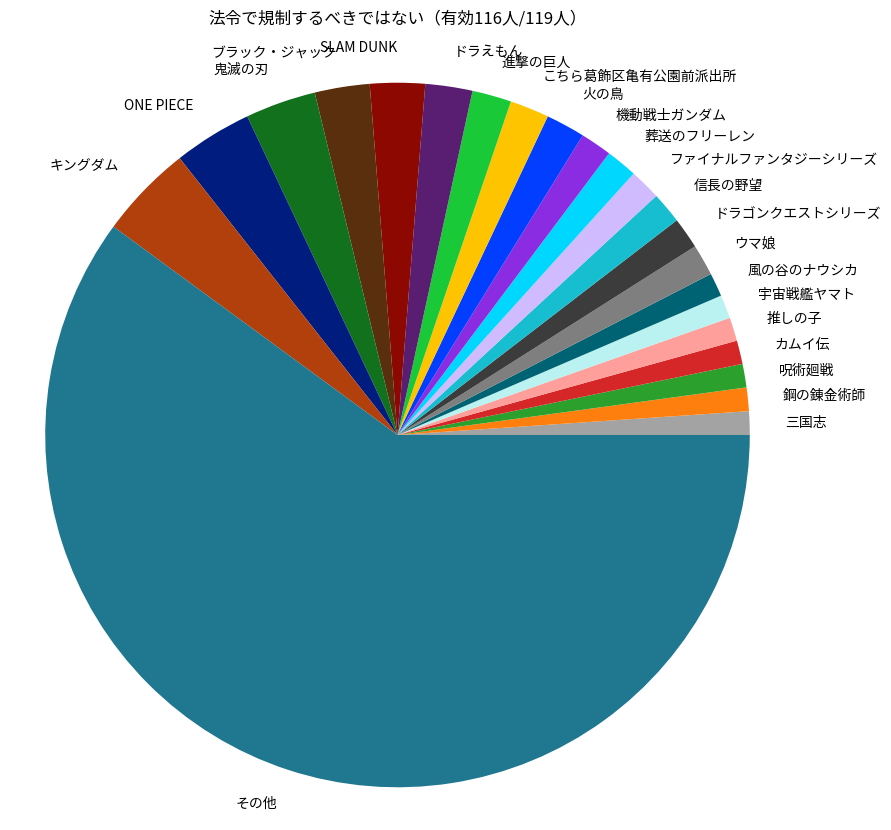 法令で規制するべきではない（有効116人/119人）
SLAM DUNK
ブラック・ジャック
鬼滅の刃
ONE PIECE
キングダム
ドラえもん
進撃の巨人
こちら葛飾区亀有公園前派出所
火の鳥
機動戦士ガンダム
葬送のフリーレン
ファイナルファンタジーシリーズ
信長の野望
ドラゴンクエストシリーズ
ウマ娘
風の谷のナウシカ
宇宙戦艦ヤマト
推しの子
カムイ伝
呪術廻戦
鋼の錬金術師
三国志
その他